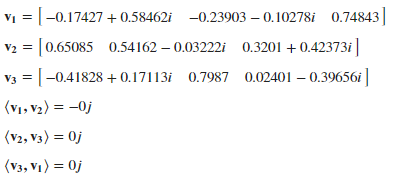 v₁ = [ −0.17427 + 0.58462i −0.23903 − 0.10278i 0.74843 ]
v₂ = [ 0.65085 0.54162 − 0.03222i 0.3201 + 0.42373i ]
v₃ = [ −0.41828 + 0.17113i 0.7987 0.02401 − 0.39656i ]
⟨v₁, v₂⟩ = −0j
⟨v₂, v₃⟩ = 0j
⟨v₃, v₁⟩ = 0j